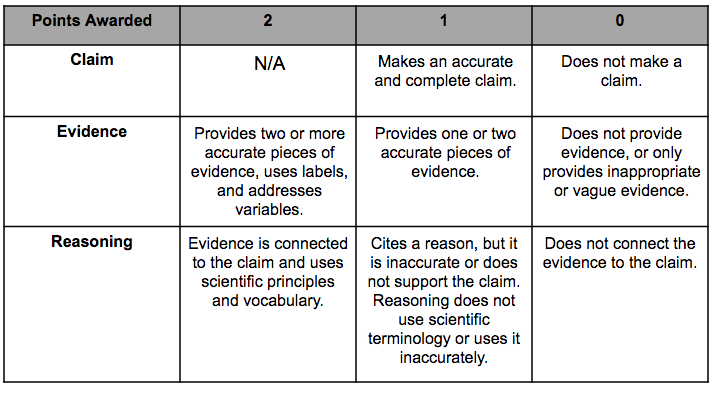 Points Awarded 2 1 0
Claim N/A Makes an accurate and complete claim. Does not make a claim.
Evidence Provides two or more accurate pieces of evidence, uses labels, and addresses variables. Provides one or two accurate pieces of evidence. Does not provide evidence, or only provides inappropriate or vague evidence.
Reasoning Evidence is connected to the claim and uses scientific principles and vocabulary. Cites a reason, but it is inaccurate or does not support the claim. Reasoning does not use scientific terminology or uses it inaccurately. Does not connect the evidence to the claim.